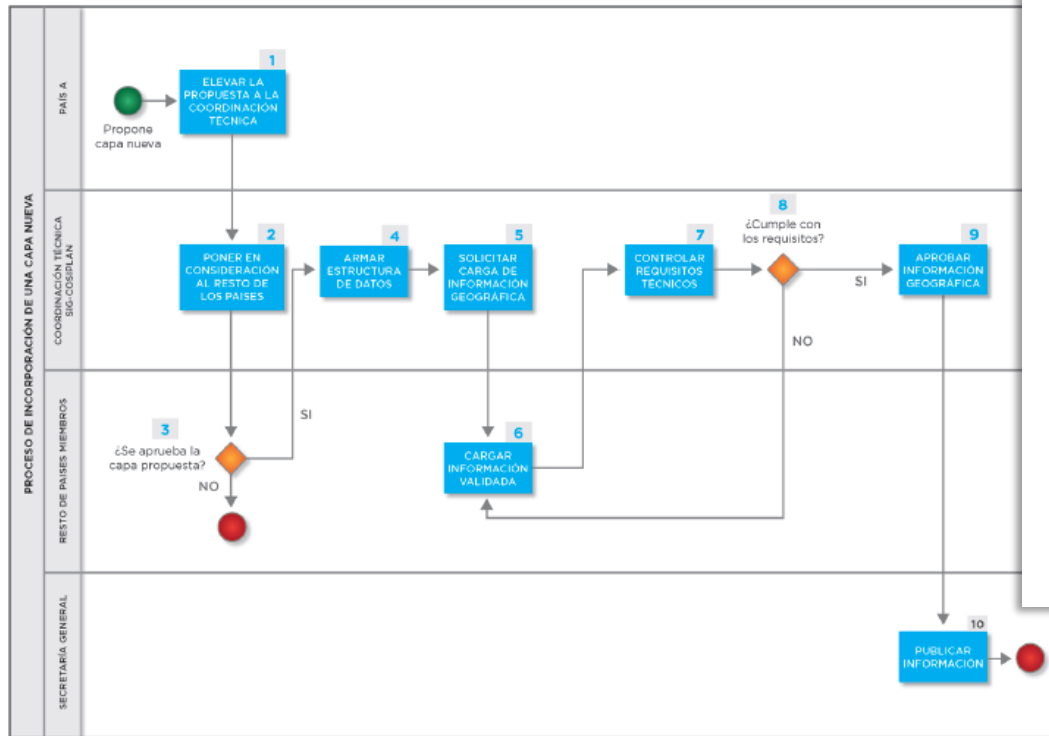 PROCESO DE INCORPORACIÓN DE UNA CAPA NUEVA
PAÍS A
Propone
capa nueva
1
ELEVAR LA
PROPUESTA A LA
COORDINACIÓN
TÉCNICA
COORDINACIÓN TÉCNICA
SIG-COSIPLAN
2
PONER EN
CONSIDERACIÓN
AL RESTO DE
LOS PAISES
4
ARMAR
ESTRUCTURA
DE DATOS
5
SOLICITAR
CARGA DE
INFORMACIÓN
GEOGRÁFICA
7
CONTROLAR
REQUISITOS
TÉCNICOS
8
¿Cumple con
los requisitos?
SI
NO
9
APROBAR
INFORMACIÓN
GEOGRÁFICA
RESTO DE PAISES MIEMBROS
3
¿Se aprueba la
capa propuesta?
SI
NO
6
CARGAR
INFORMACIÓN
VALIDADA
SECRETARÍA GENERAL
10
PUBLICAR
INFORMACIÓN